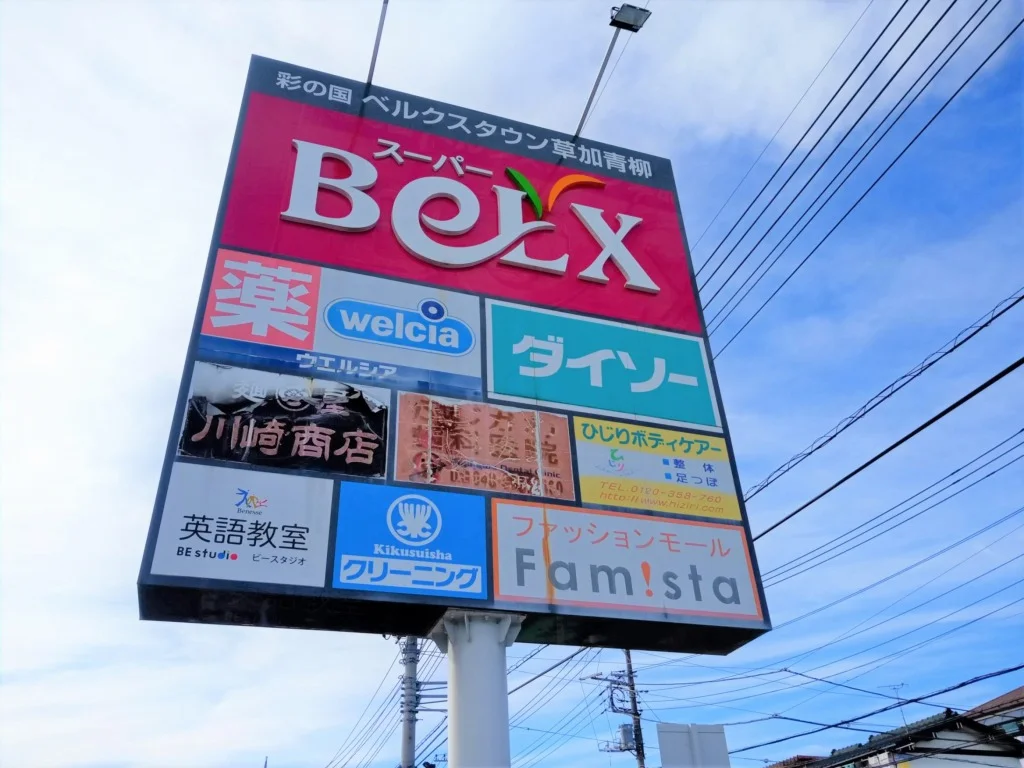 彩の国 ベルクスタウン草加青柳
スーパー
BeLX
薬
welcia
ウエルシア
ダイソー
川崎商店
ひじりボディケアー
整 体
足つぼ
TEL.0120-358-760
http://www.hiziri.com
Benesse
英語教室
BE studio ビースタジオ
Kikusuisha
クリーニング
ファッションモール
Fam!sta